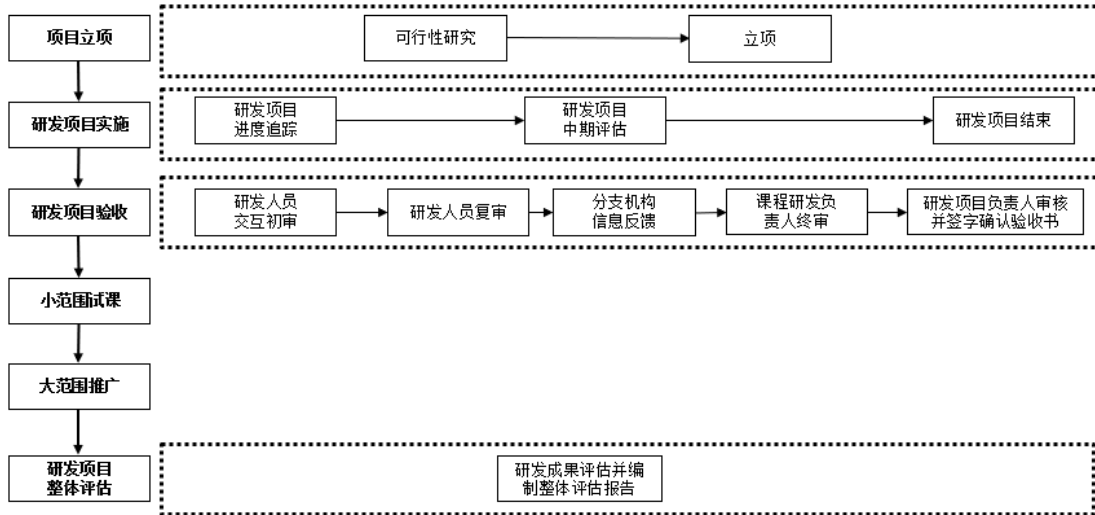 项目立项
可行性研究
立项
研发项目实施
研发项目
进度追踪
研发项目
中期评估
研发项目结束
研发项目验收
研发人员
交互初审
研发人员复审
分支机构
信息反馈
课程研发负
责人终审
研发项目负责人审核
并签字确认验收书
小范围试课
大范围推广
研发项目
整体评估
研发成果评估并编
制整体评估报告